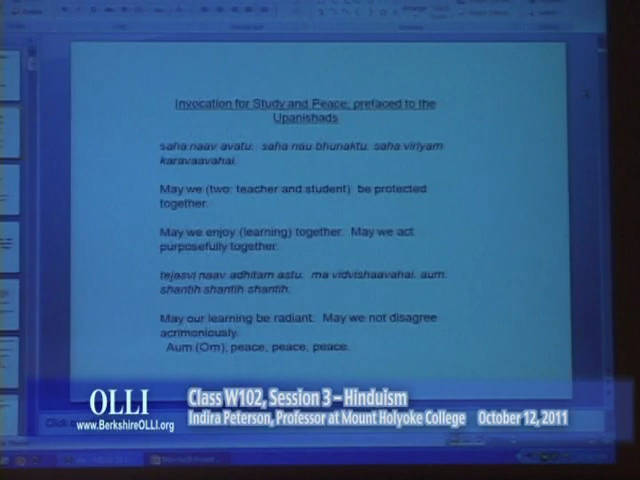 Invocation for Study and Peace, prefaced to the
Upanishads
saha naav avatu. saha nau bhunaktu. saha viriyam
karavaavahai.
May we (two: teacher and student) be protected
together.
May we enjoy (learning) together. May we act
purposefully together.
tejasvi naav adhitam astu. ma vidvishaavahai. aum.
shantih shantih shantih.
May our learning be radiant. May we not disagree
acrimoniously.
Aum (Om), peace, peace, peace.
OLLI
www.BerkshireOLLI.org
Class W102, Session 3 – Hinduism
Indira Peterson, Professor at Mount Holyoke College October 12, 2011